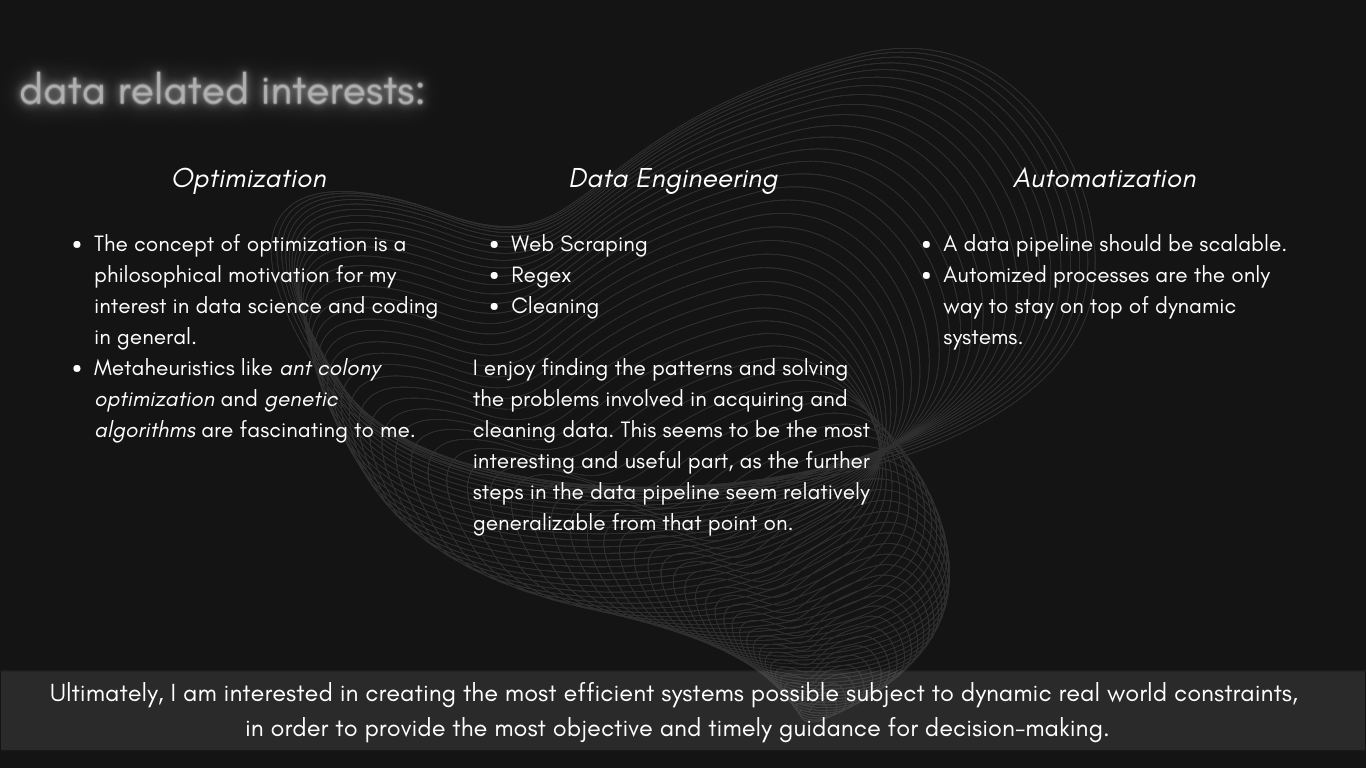 data related interests:
Optimization
• The concept of optimization is a
philosophical motivation for my
interest in data science and coding
in general.
• Metaheuristics like ant colony
optimization and genetic
algorithms are fascinating to me.
Data Engineering
• Web Scraping
• Regex
• Cleaning
I enjoy finding the patterns and solving
the problems involved in acquiring and
cleaning data. This seems to be the most
interesting and useful part, as the further
steps in the data pipeline seem relatively
generalizable from that point on.
Automatization
• A data pipeline should be scalable.
• Automized processes are the only
way to stay on top of dynamic
systems.
Ultimately, I am interested in creating the most efficient systems possible subject to dynamic real world constraints,
in order to provide the most objective and timely guidance for decision-making.